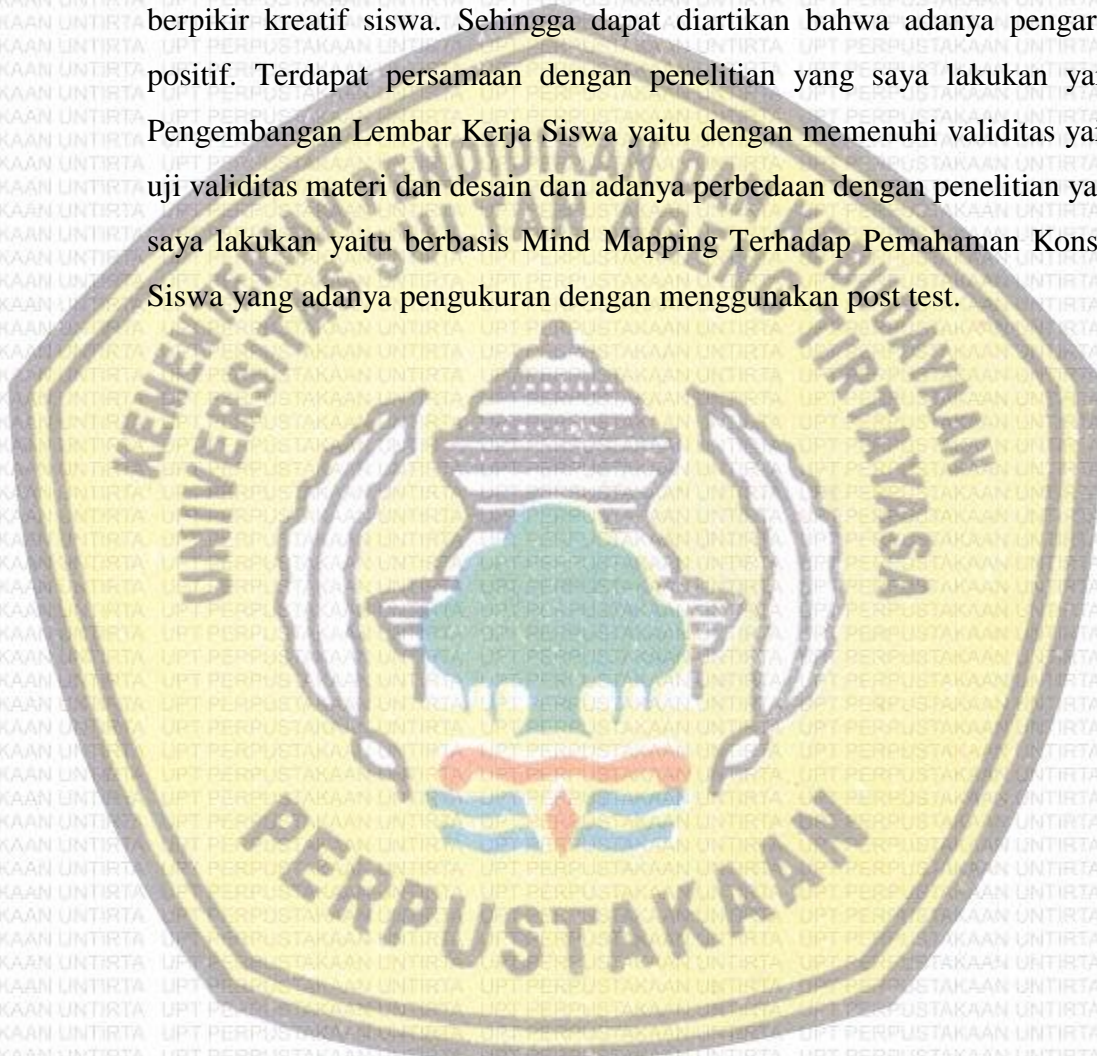 berpikir kreatif siswa. Sehingga dapat diartikan bahwa adanya pengar
positif. Terdapat persamaan dengan penelitian yang saya lakukan ya
Pengembangan Lembar Kerja Siswa yaitu dengan memenuhi validitas ya
uji validitas materi dan desain dan adanya perbedaan dengan penelitian ya
saya lakukan yaitu berbasis Mind Mapping Terhadap Pemahaman Kons
Siswa yang adanya pengukuran dengan menggunakan post test.
KEMENTERIAN PENDIDIKAN DAN KEBUDAYAAN
UNIVERSITAS SULTAN AGENG TIRTAYASA
PERPUSTAKAAN